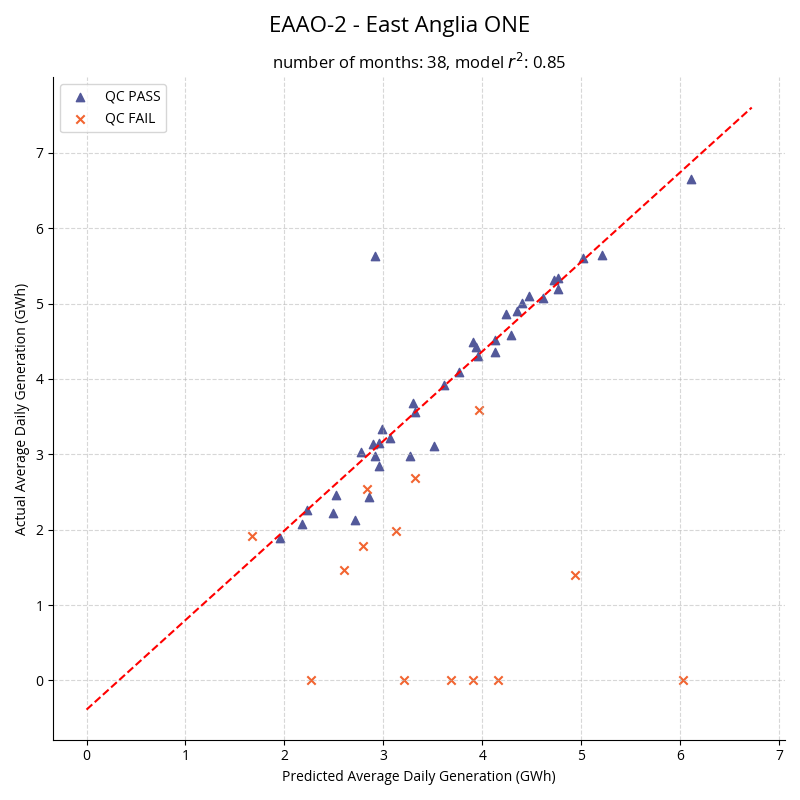 EAAO-2 - East Anglia ONE
number of months: 38, model r²: 0.85
QC PASS
QC FAIL
7
6
5
4
3
2
1
0
Actual Average Daily Generation (GWh)
0 1 2 3 4 5 6 7
Predicted Average Daily Generation (GWh)